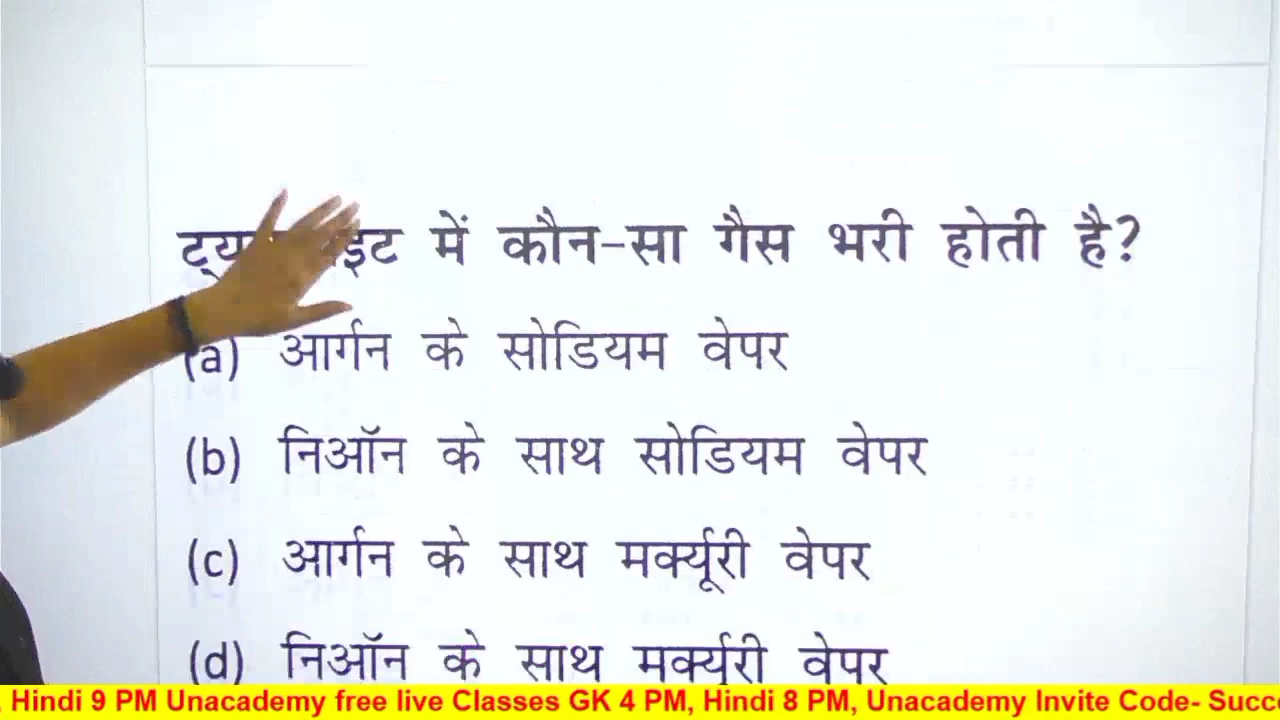 में कौन-सा गैस भरी होती है?
(a) आर्गन के सोडियम वेपर
(b) निऑन के साथ सोडियम वेपर
(c) आर्गन के साथ मर्क्यूरी वेपर
(d) निऑन के साथ मर्क्यूरी वेपर
, Hindi 9 PM Unacademy free live Classes GK 4 PM, Hindi 8 PM, Unacademy Invite Code- Succe